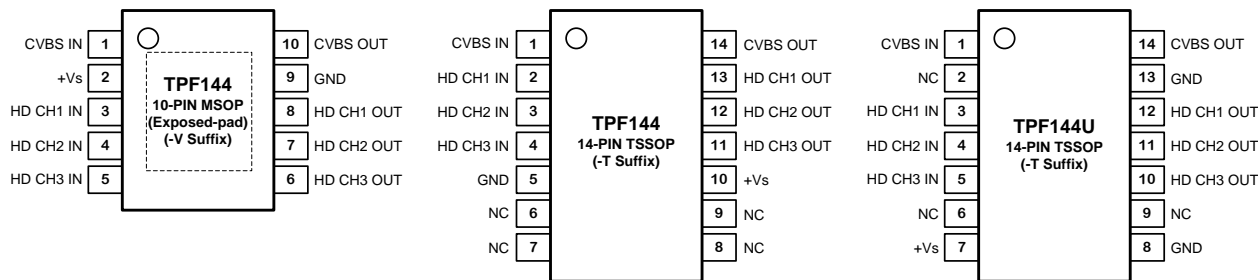 CVBS IN 1 10 CVBS OUT
+Vs 2 9 GND
HD CH1 IN 3 8 HD CH1 OUT
HD CH2 IN 4 7 HD CH2 OUT
HD CH3 IN 5 6 HD CH3 OUT
TPF144
10-PIN MSOP
(Exposed-pad)
(-V Suffix)
CVBS IN 1 14 CVBS OUT
HD CH1 IN 2 13 HD CH1 OUT
HD CH2 IN 3 12 HD CH2 OUT
HD CH3 IN 4 11 HD CH3 OUT
GND 5 10 +Vs
NC 6 9 NC
NC 7 8 NC
TPF144
14-PIN TSSOP
(-T Suffix)
CVBS IN 1 14 CVBS OUT
NC 2 13 GND
HD CH1 IN 3 12 HD CH1 OUT
HD CH2 IN 4 11 HD CH2 OUT
HD CH3 IN 5 10 HD CH3 OUT
NC 6 9 NC
+Vs 7 8 GND
TPF144U
14-PIN TSSOP
(-T Suffix)